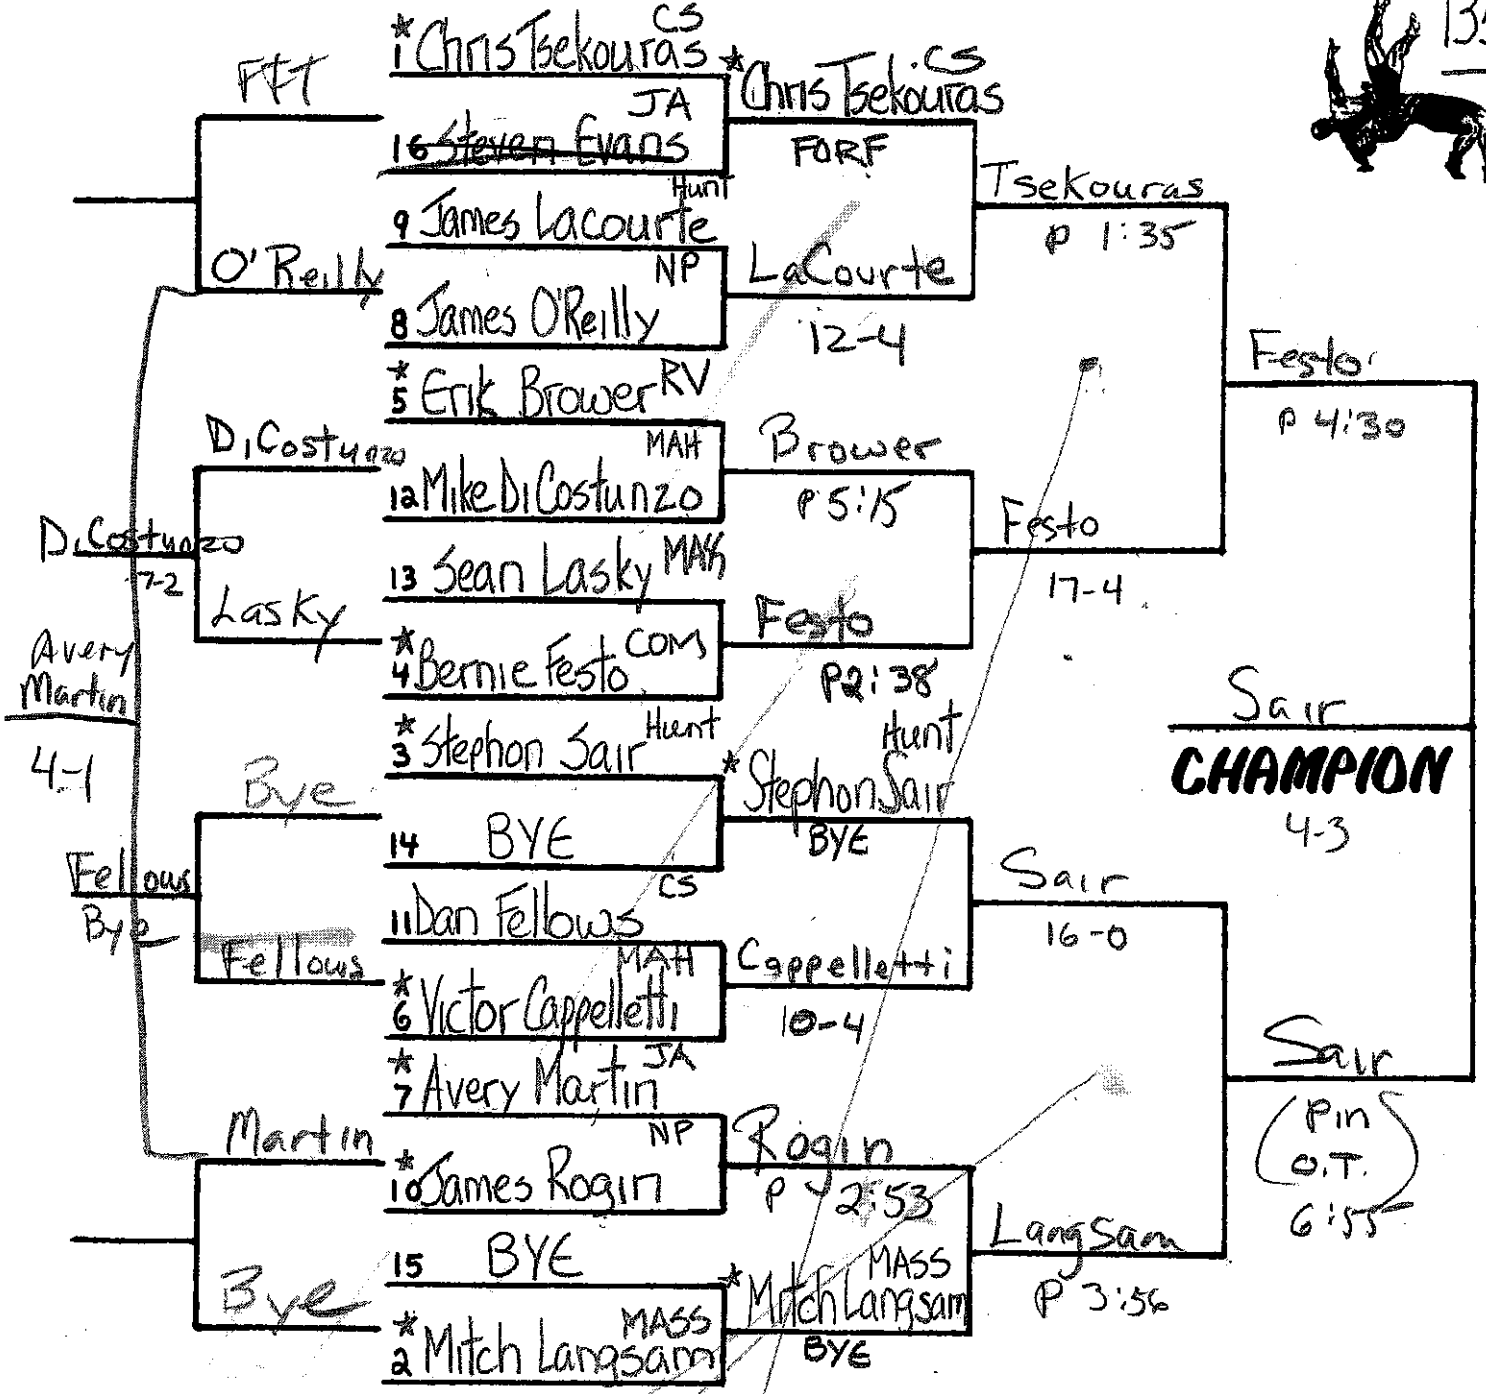 CS
* 1 Chris Tsekouras
FFT
JA
16 Steven Evans
* Chris Tsekouras CS
FORF
Hunt
9 James Lacourte
Tsekouras
P 1:35
O'Reilly
NP
8 James O'Reilly
LaCourte
12-4
* 5 Erik Brower RV
Festo
P 4:30
DiCostunzo
MAH
12 Mike DiCostunzo
Brower
P 5:15
DiCostunzo
7-2
Festo
17-4
13 Sean Lasky
Lasky
* 4 Bernie Festo COM
Festo
P 2:38
Avery
Martin
4-1
* 3 Stephon Sair Hunt
Hunt
* Stephon Sair
BYE
Sair
CHAMPION
4-3
Bye
14 BYE
CS
11 Dan Fellows
Fellows
Bye
Sair
16-0
Fellows
MAH
* 6 Victor Cappelletti
Cappelletti
10-4
JA
* 7 Avery Martin
Sair
(Pin
O.T.)
6:55
Martin
NP
* 10 James Rogin
Rogin
P 2:53
15 BYE
Langsam
P 3:56
Bye
MASS
* 2 Mitch Langsam
MASS
* Mitch Langsam
BYE